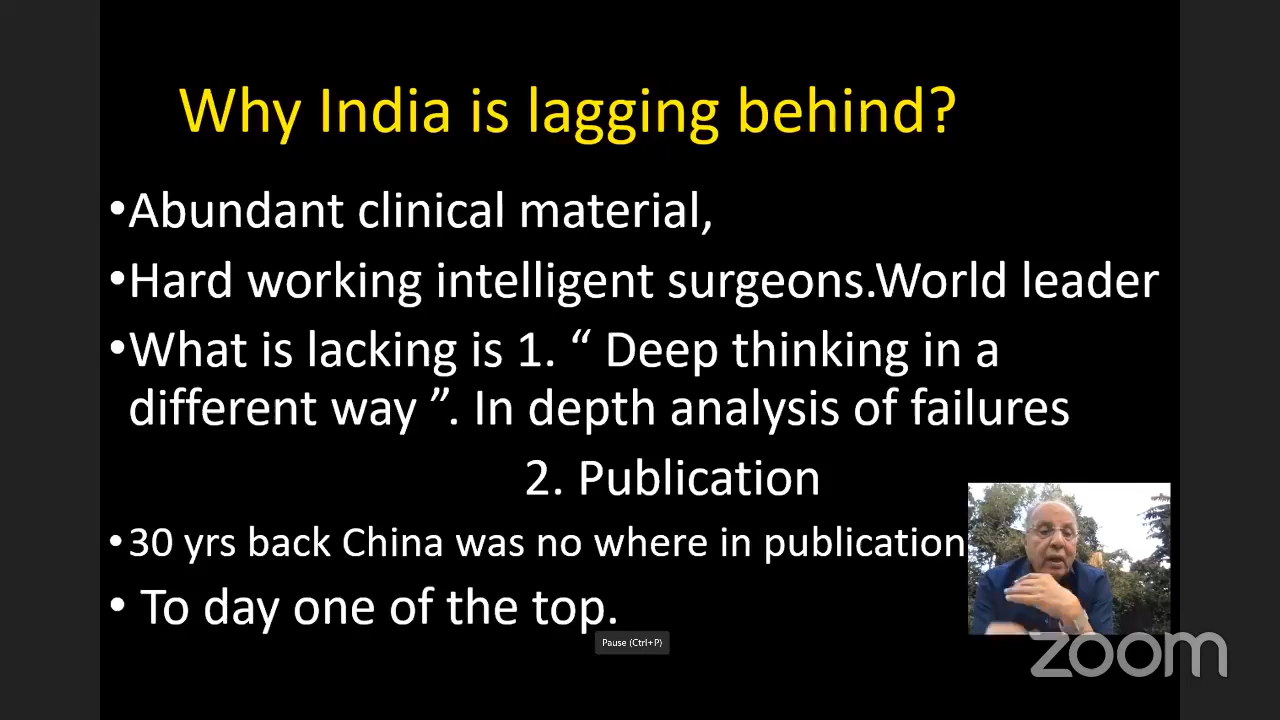 Why India is lagging behind?
•Abundant clinical material,
•Hard working intelligent surgeons.World leader
•What is lacking is 1. “ Deep thinking in a
different way ”. In depth analysis of failures
2. Publication
•30 yrs back China was no where in publication
• To day one of the top.
Pause (Ctrl+P)
zoom